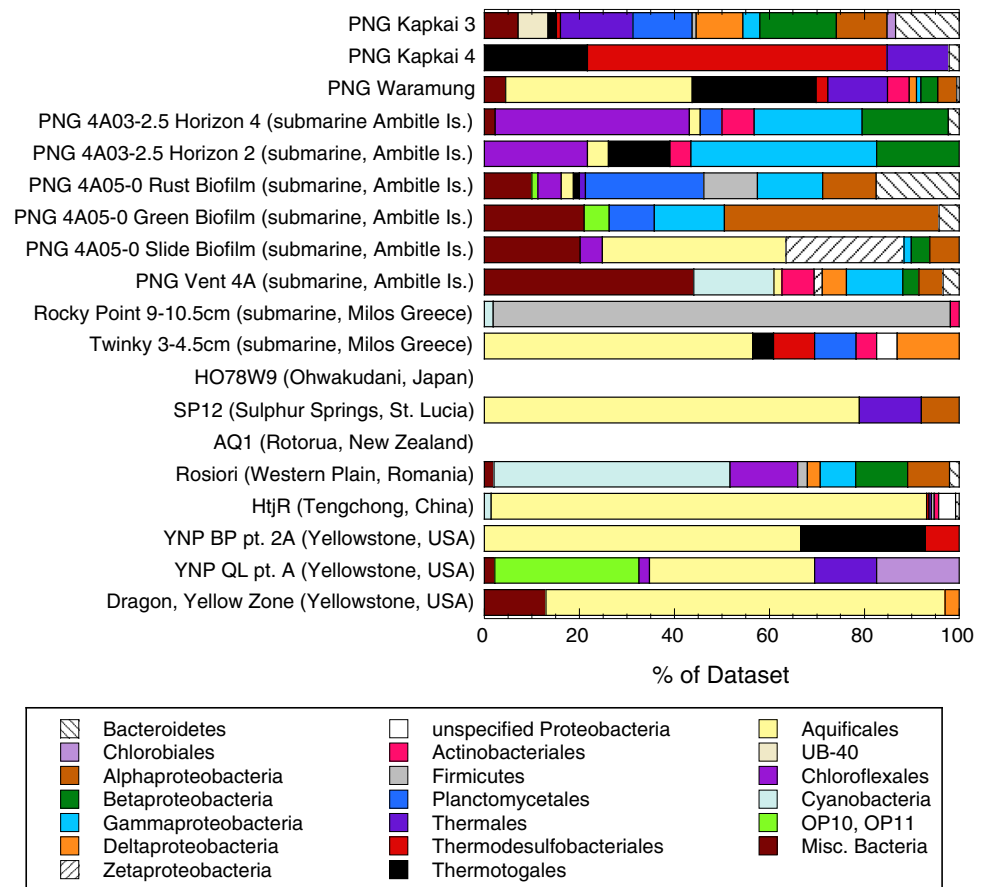 PNG Kapkai 3
PNG Kapkai 4
PNG Waramung
PNG 4A03-2.5 Horizon 4 (submarine Ambitle Is.)
PNG 4A03-2.5 Horizon 2 (submarine, Ambitle Is.)
PNG 4A05-0 Rust Biofilm (submarine, Ambitle Is.)
PNG 4A05-0 Green Biofilm (submarine, Ambitle Is.)
PNG 4A05-0 Slide Biofilm (submarine, Ambitle Is.)
PNG Vent 4A (submarine, Ambitle Is.)
Rocky Point 9-10.5cm (submarine, Milos Greece)
Twinky 3-4.5cm (submarine, Milos Greece)
HO78W9 (Ohwakudani, Japan)
SP12 (Sulphur Springs, St. Lucia)
AQ1 (Rotorua, New Zealand)
Rosiori (Western Plain, Romania)
HtjR (Tengchong, China)
YNP BP pt. 2A (Yellowstone, USA)
YNP QL pt. A (Yellowstone, USA)
Dragon, Yellow Zone (Yellowstone, USA)
0 20 40 60 80 100
% of Dataset
Bacteroidetes
Chlorobiales
Alphaproteobacteria
Betaproteobacteria
Gammaproteobacteria
Deltaproteobacteria
Zetaproteobacteria
unspecified Proteobacteria
Actinobacteriales
Firmicutes
Planctomycetales
Thermales
Thermodesulfobacteriales
Thermotogales
Aquificales
UB-40
Chloroflexales
Cyanobacteria
OP10, OP11
Misc. Bacteria